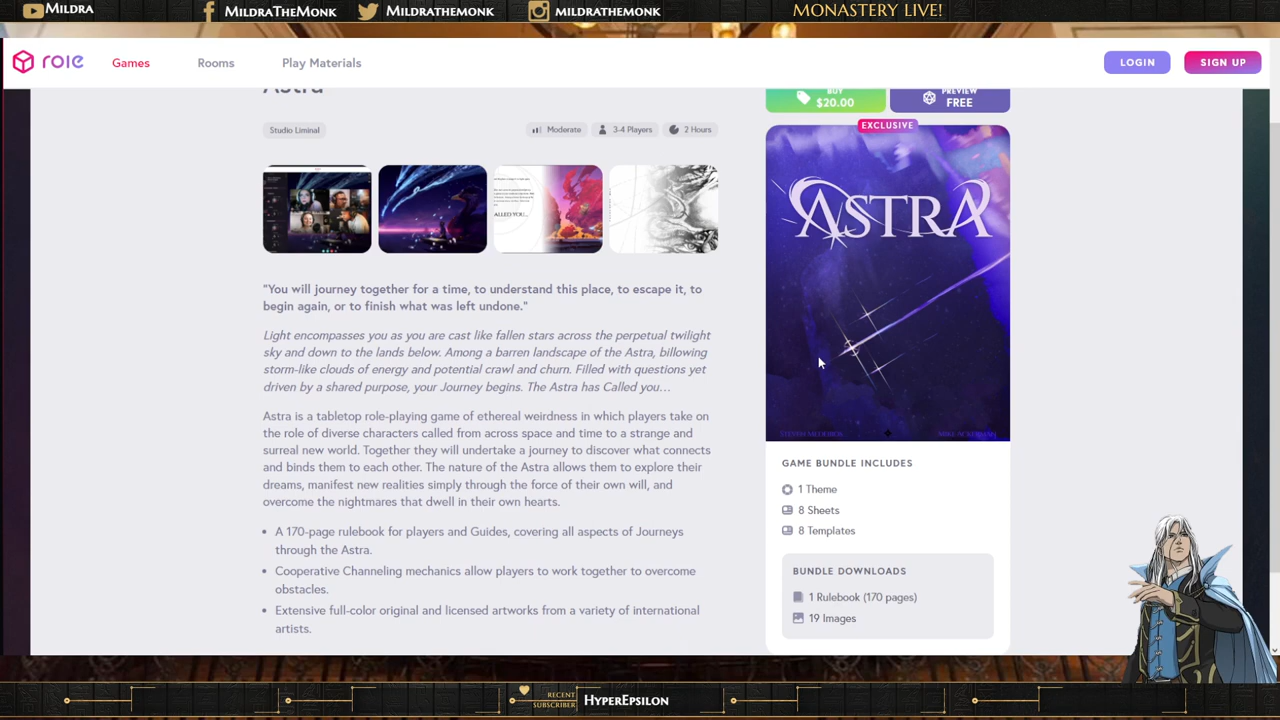 Mildra
MildraTheMonk
Mildrathemonk
mildrathemonk
MONASTERY LIVE!
role
Games
Rooms
Play Materials
LOGIN
SIGN UP
Astra
BUY
$20.00
PREVIEW
FREE
Studio Liminal
Moderate
3-4 Players
2 Hours
EXCLUSIVE
ASTRA
"You will journey together for a time, to understand this place, to escape it, to
begin again, or to finish what was left undone."
Light encompasses you as you are cast like fallen stars across the perpetual twilight
sky and down to the lands below. Among a barren landscape of the Astra, billowing
storm-like clouds of energy and potential crawl and churn. Filled with questions yet
driven by a shared purpose, your Journey begins. The Astra has Called you…
Astra is a tabletop role-playing game of ethereal weirdness in which players take on
the role of diverse characters called from across space and time to a strange and
surreal new world. Together they will undertake a journey to discover what connects
and binds them to each other. The nature of the Astra allows them to explore their
dreams, manifest new realities simply through the force of their own will, and
overcome the nightmares that dwell in their own hearts.
• A 170-page rulebook for players and Guides, covering all aspects of Journeys
through the Astra.
• Cooperative Channeling mechanics allow players to work together to overcome
obstacles.
• Extensive full-color original and licensed artworks from a variety of international
artists.
GAME BUNDLE INCLUDES
1 Theme
8 Sheets
8 Templates
BUNDLE DOWNLOADS
1 Rulebook (170 pages)
19 Images
RECENT
SUBSCRIBER
HyperEpsilon